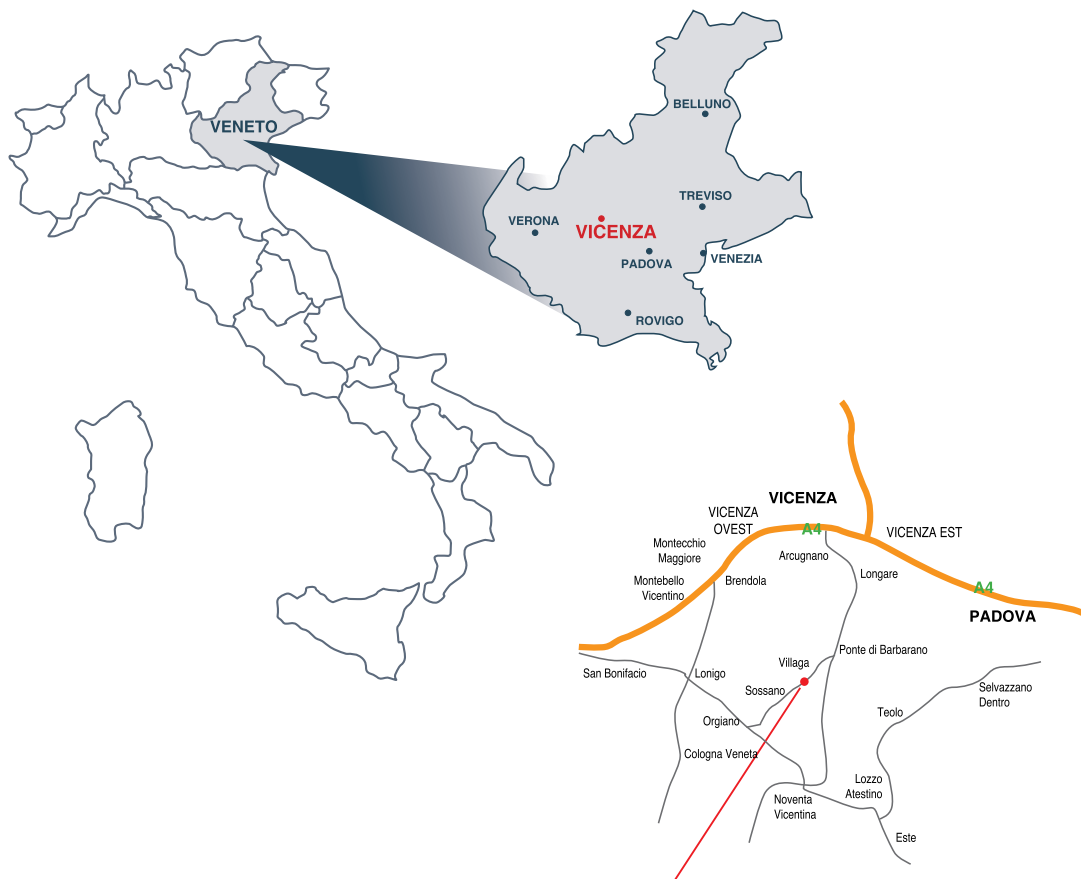 VENETO
BELLUNO
TREVISO
VERONA
VICENZA
PADOVA
VENEZIA
ROVIGO
VICENZA
VICENZA
OVEST
A4
VICENZA EST
Montecchio
Maggiore
Arcugnano
Longare
Montebello
Vicentino
Brendola
A4
PADOVA
Ponte di Barbarano
Villaga
San Bonifacio
Lonigo
Sossano
Selvazzano
Dentro
Orgiano
Teolo
Cologna Veneta
Lozzo
Atestino
Noventa
Vicentina
Este